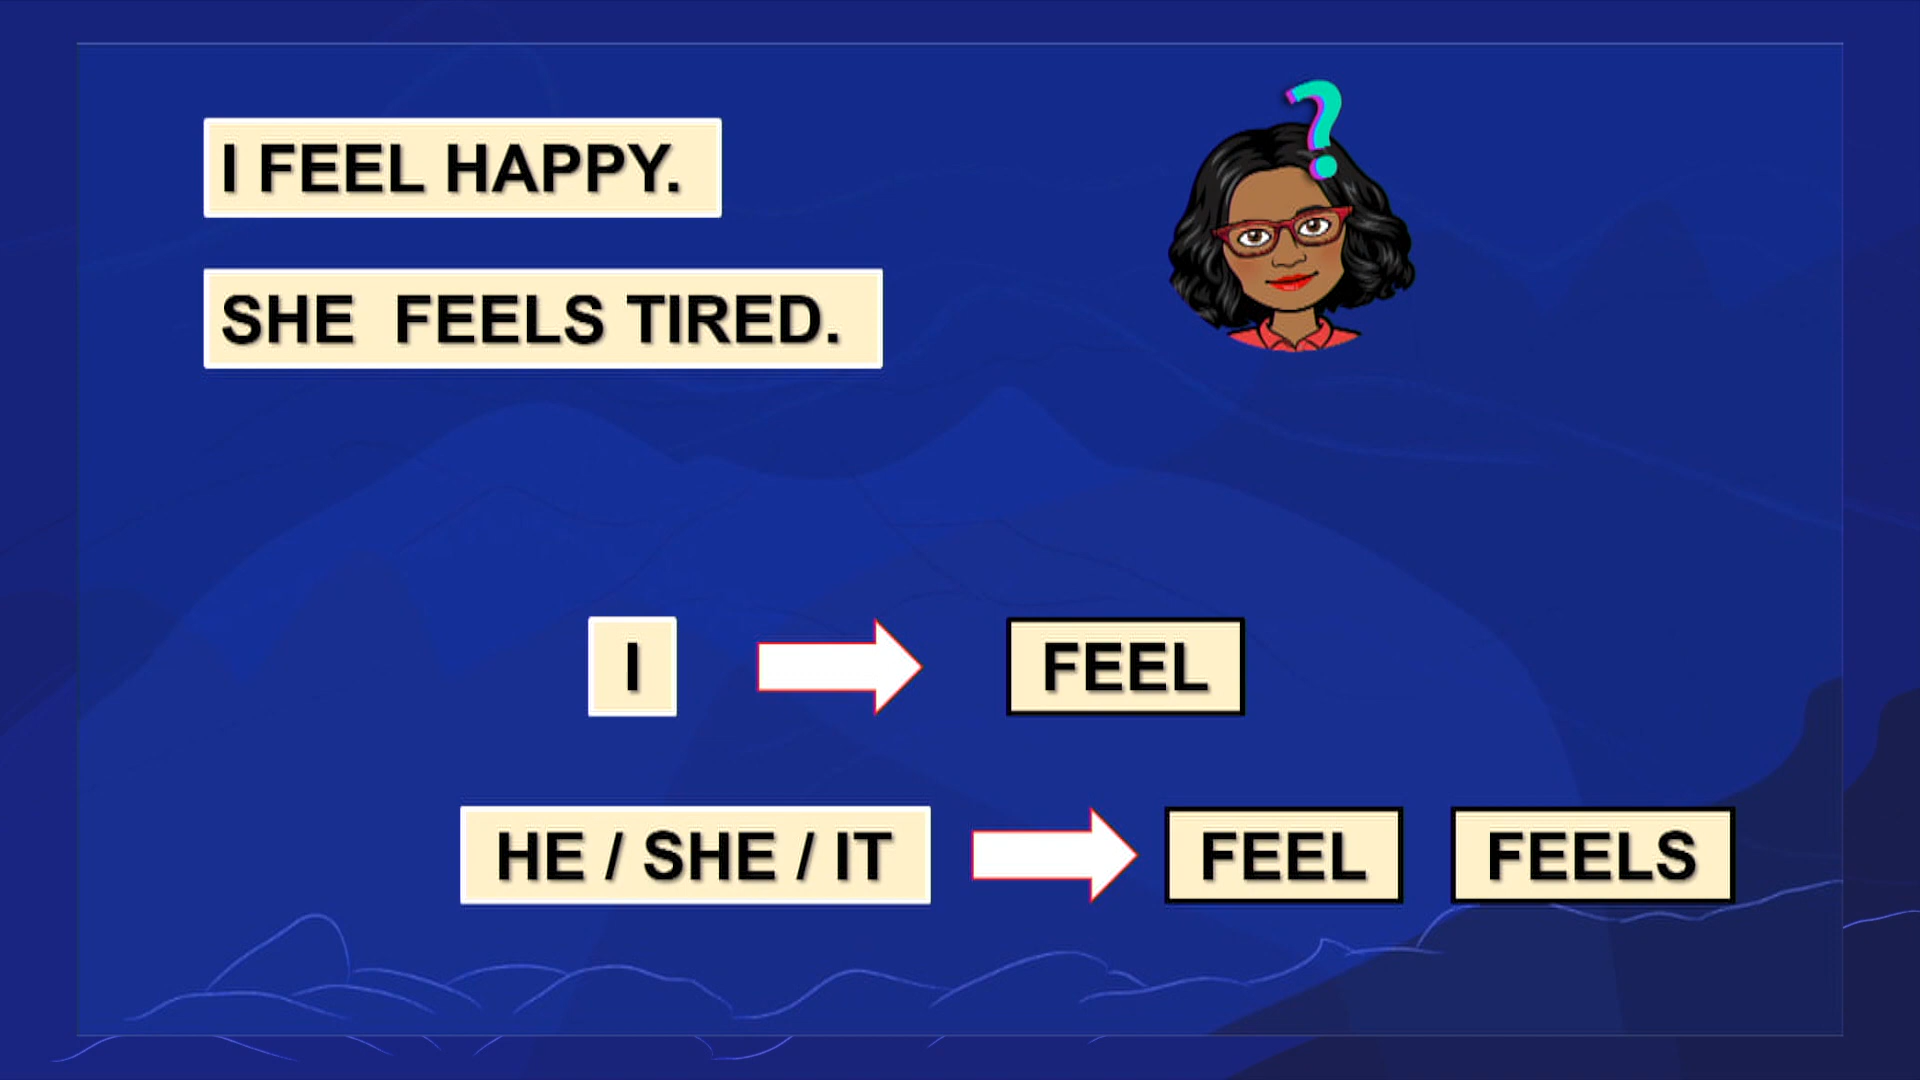 I FEEL HAPPY.
SHE FEELS TIRED.
?
I FEEL
HE / SHE / IT FEEL FEELS